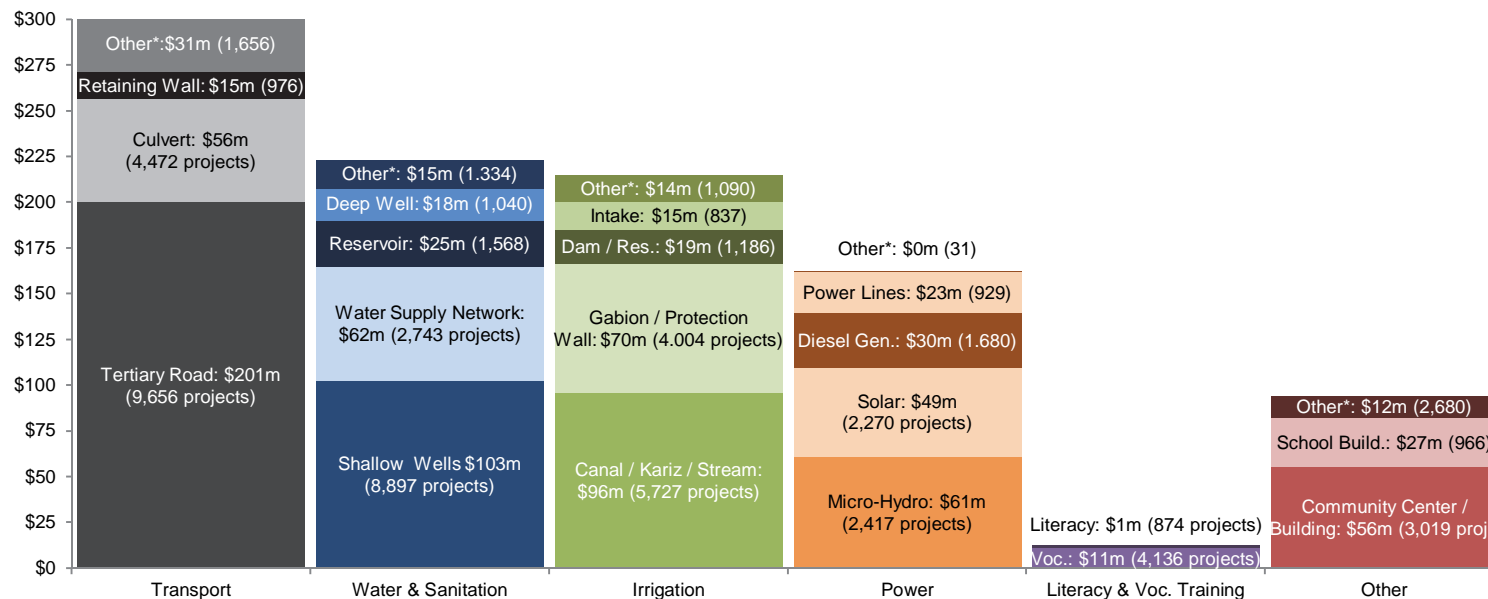 $300
$275
$250
$225
$200
$175
$150
$125
$100
$75
$50
$25
$0
Other*:$31m (1,656)
Retaining Wall: $15m (976)
Culvert: $56m
(4,472 projects)
Tertiary Road: $201m
(9,656 projects)
Other*: $15m (1.334)
Deep Well: $18m (1,040)
Reservoir: $25m (1,568)
Water Supply Network:
$62m (2,743 projects)
Shallow Wells $103m
(8,897 projects)
Other*: $14m (1,090)
Intake: $15m (837)
Dam / Res.: $19m (1,186)
Gabion / Protection
Wall: $70m (4.004 projects)
Canal / Kariz / Stream:
$96m (5,727 projects)
Other*: $0m (31)
Power Lines: $23m (929)
Diesel Gen.: $30m (1.680)
Solar: $49m
(2,270 projects)
Micro-Hydro: $61m
(2,417 projects)
Literacy: $1m (874 projects)
Voc.: $11m (4,136 projects)
Other*: $12m (2,680)
School Build.: $27m (966)
Community Center /
Building: $56m (3,019 proj
Transport
Water & Sanitation
Irrigation
Power
Literacy & Voc. Training
Other